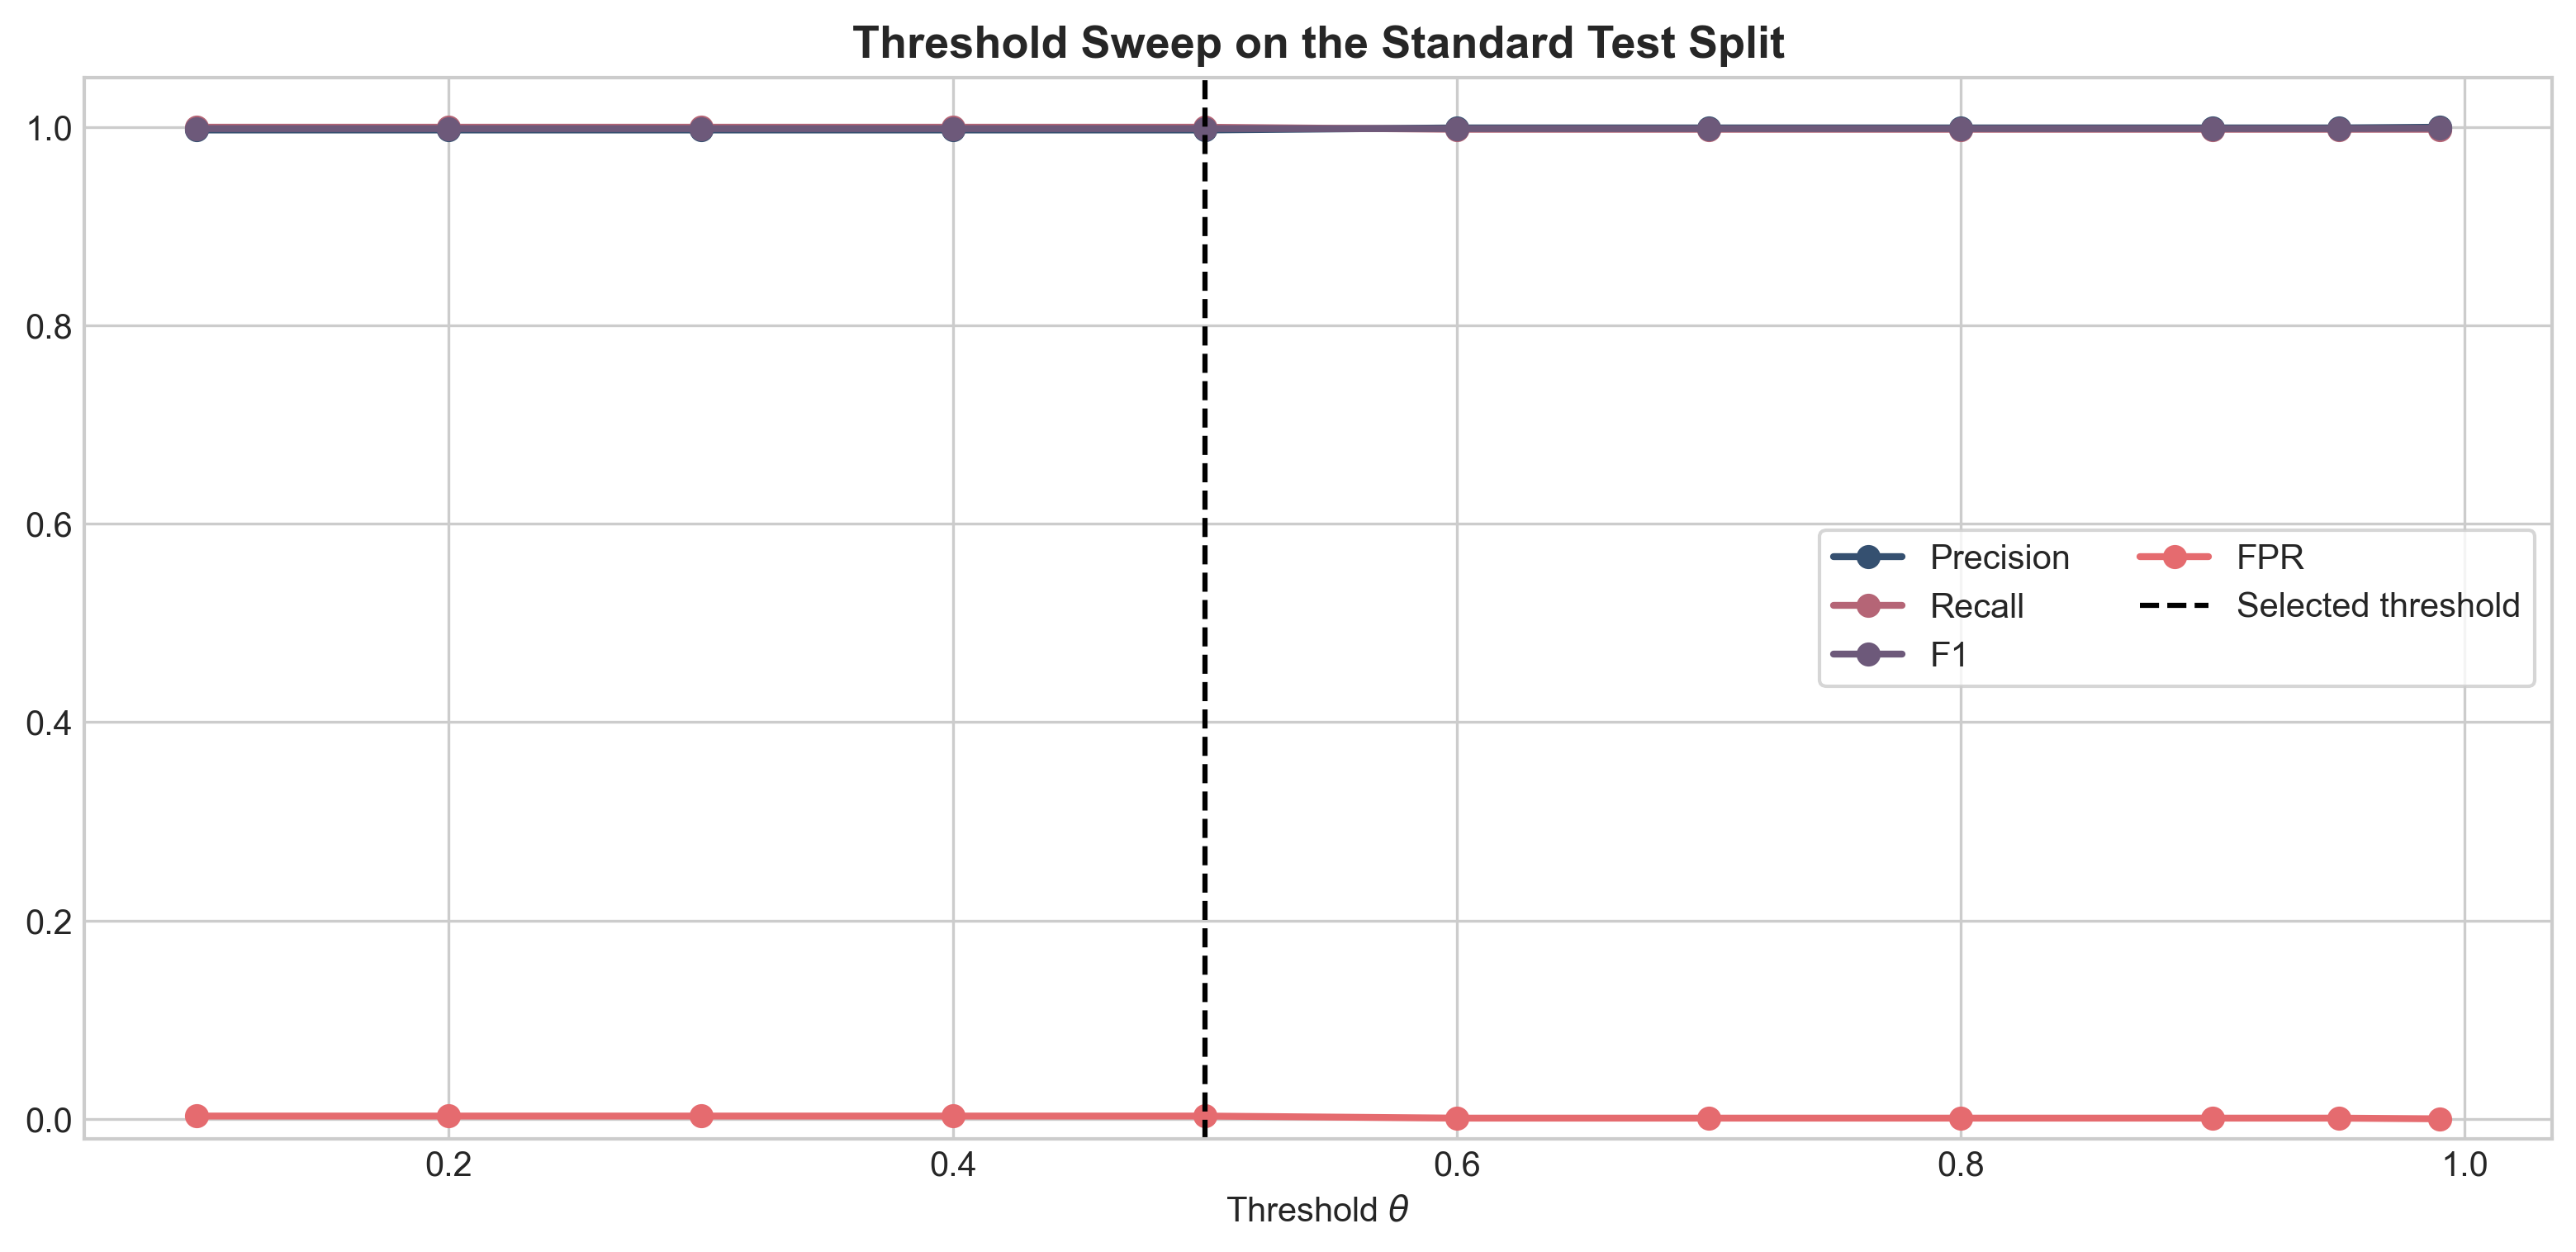 Threshold Sweep on the Standard Test Split
1.0
0.8
0.6
0.4
0.2
0.0
Precision
Recall
F1
FPR
Selected threshold
0.2 0.4 0.6 0.8 1.0
Threshold θ